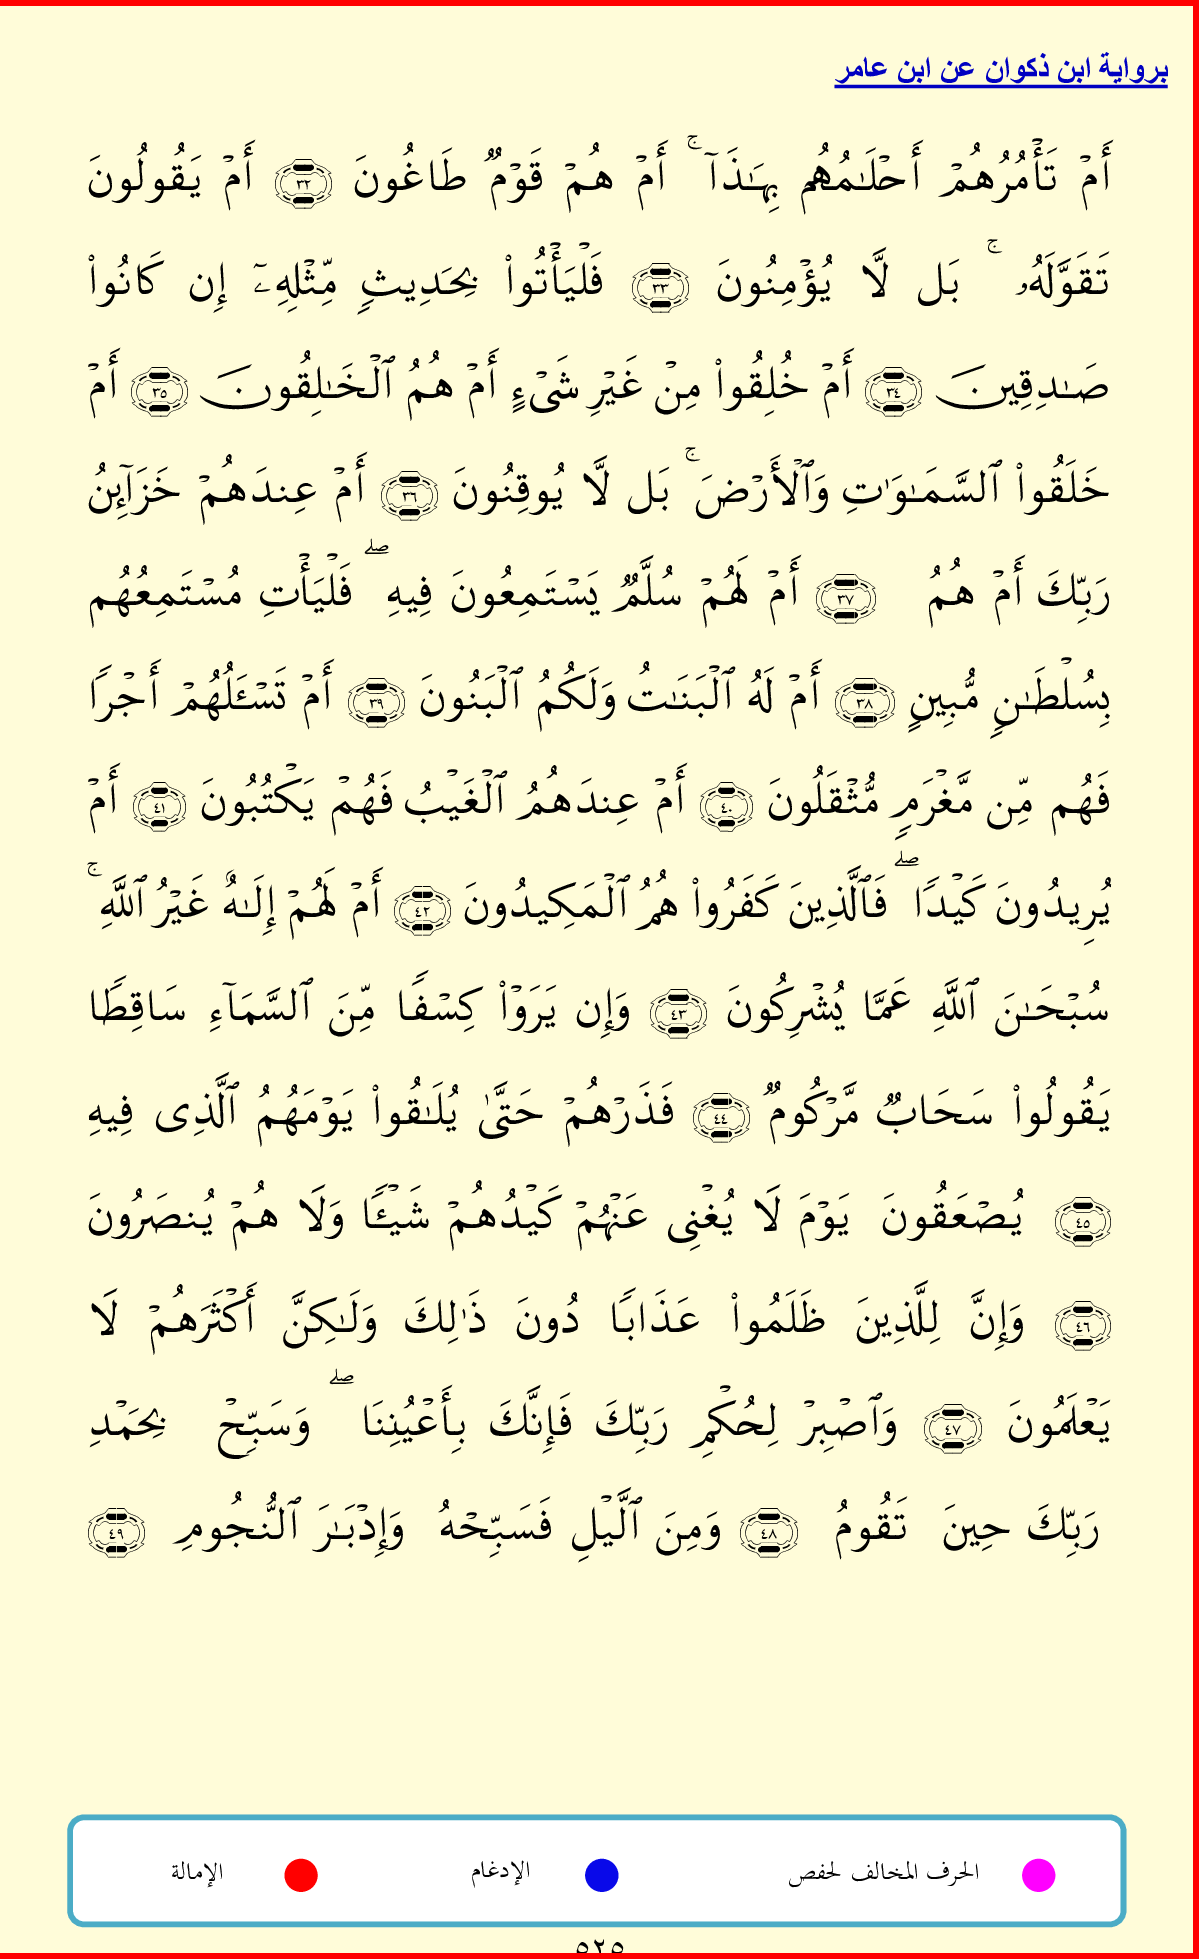 برواية ابن ذكوان عن ابن عامر
أَمۡ تَأۡمُرُهُمۡ أَحۡلَٰمُهُم بِهَٰذَآۚ أَمۡ هُمۡ قَوۡمٌ طَاغُونَ ٣٢ أَمۡ يَقُولُونَ
تَقَوَّلَهُۥۚ بَل لَّا يُؤۡمِنُونَ ٣٣ فَلۡيَأۡتُواْ بِحَدِيثٍ مِّثۡلِهِۦٓ إِن كَانُواْ
صَٰدِقِينَ ٣٤ أَمۡ خُلِقُواْ مِنۡ غَيۡرِ شَيۡءٍ أَمۡ هُمُ ٱلۡخَٰلِقُونَ ٣٥ أَمۡ
خَلَقُواْ ٱلسَّمَٰوَٰتِ وَٱلۡأَرۡضَۚ بَل لَّا يُوقِنُونَ ٣٦ أَمۡ عِندَهُمۡ خَزَآئِنُ
رَبِّكَ أَمۡ هُمُ ٣٧ أَمۡ لَهُمۡ سُلَّمٌ يَسۡتَمِعُونَ فِيهِۖ فَلۡيَأۡتِ مُسۡتَمِعُهُم
بِسُلۡطَٰنٍ مُّبِينٍ ٣٨ أَمۡ لَهُ ٱلۡبَنَٰتُ وَلَكُمُ ٱلۡبَنُونَ ٣٩ أَمۡ تَسۡـَٔلُهُمۡ أَجۡرًا
فَهُم مِّن مَّغۡرَمٍ مُّثۡقَلُونَ ٤٠ أَمۡ عِندَهُمُ ٱلۡغَيۡبُ فَهُمۡ يَكۡتُبُونَ ٤١ أَمۡ
يُرِيدُونَ كَيۡدًاۖ فَٱلَّذِينَ كَفَرُواْ هُمُ ٱلۡمَكِيدُونَ ٤٢ أَمۡ لَهُمۡ إِلَٰهٌ غَيۡرُ ٱللَّهِۚ
سُبۡحَٰنَ ٱللَّهِ عَمَّا يُشۡرِكُونَ ٤٣ وَإِن يَرَوۡاْ كِسۡفًا مِّنَ ٱلسَّمَآءِ سَاقِطًا
يَقُولُواْ سَحَابٌ مَّرۡكُومٌ ٤٤ فَذَرۡهُمۡ حَتَّىٰ يُلَٰقُواْ يَوۡمَهُمُ ٱلَّذِي فِيهِ
يُصۡعَقُونَ ٤٥ يَوۡمَ لَا يُغۡنِي عَنۡهُمۡ كَيۡدُهُمۡ شَيۡـًٔا وَلَا هُمۡ يُنصَرُونَ
٤٦ وَإِنَّ لِلَّذِينَ ظَلَمُواْ عَذَابًا دُونَ ذَٰلِكَ وَلَٰكِنَّ أَكۡثَرَهُمۡ لَا
يَعۡلَمُونَ ٤٧ وَٱصۡبِرۡ لِحُكۡمِ رَبِّكَ فَإِنَّكَ بِأَعۡيُنِنَاۖ وَسَبِّحۡ بِحَمۡدِ
رَبِّكَ حِينَ تَقُومُ ٤٨ وَمِنَ ٱلَّيۡلِ فَسَبِّحۡهُ وَإِدۡبَٰرَ ٱلنُّجُومِ ٤٩
الحرف المخالف لحفص الإدغام الإمالة
٥٢٥